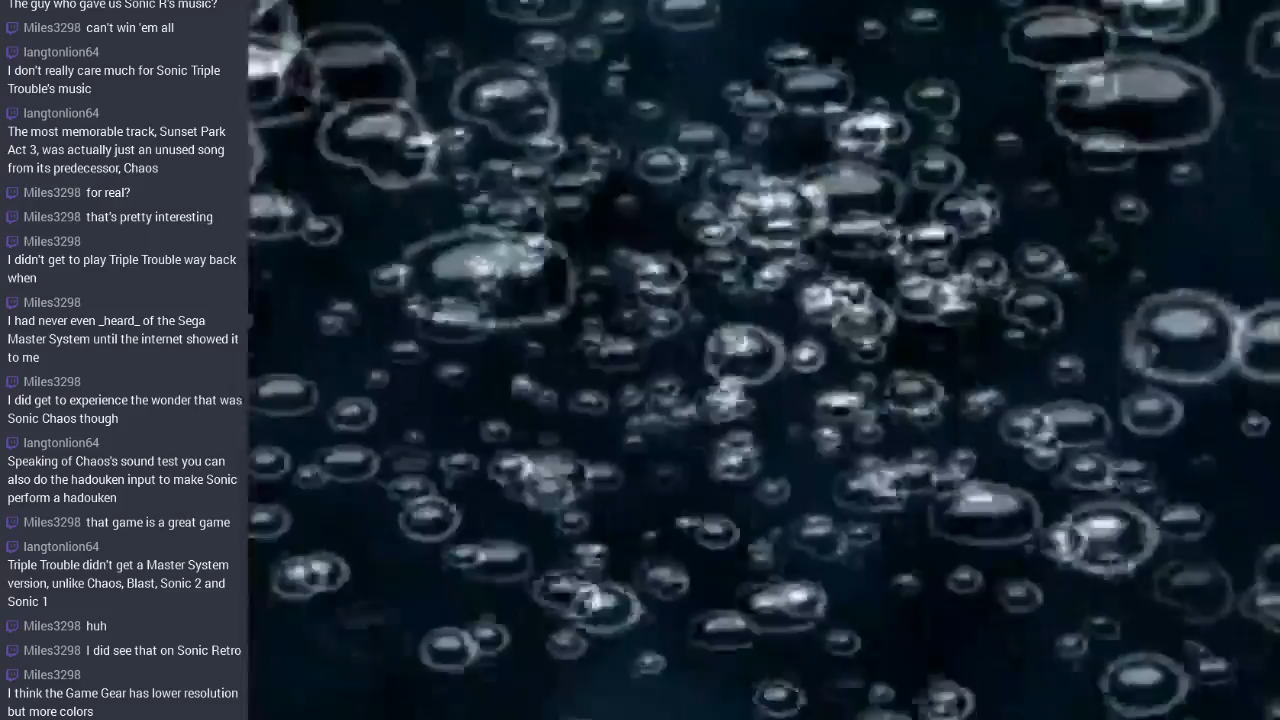 The guy who gave us Sonic R's music?
Miles3298 can't win 'em all
langtonlion64
I don't really care much for Sonic Triple
Trouble's music
langtonlion64
The most memorable track, Sunset Park
Act 3, was actually just an unused song
from its predecessor, Chaos
Miles3298 for real?
Miles3298 that's pretty interesting
Miles3298
I didn't get to play Triple Trouble way back
when
Miles3298
I had never even _heard_ of the Sega
Master System until the internet showed it
to me
Miles3298
I did get to experience the wonder that was
Sonic Chaos though
langtonlion64
Speaking of Chaos's sound test you can
also do the hadouken input to make Sonic
perform a hadouken
Miles3298 that game is a great game
langtonlion64
Triple Trouble didn't get a Master System
version, unlike Chaos, Blast, Sonic 2 and
Sonic 1
Miles3298 huh
Miles3298 I did see that on Sonic Retro
Miles3298
I think the Game Gear has lower resolution
but more colors